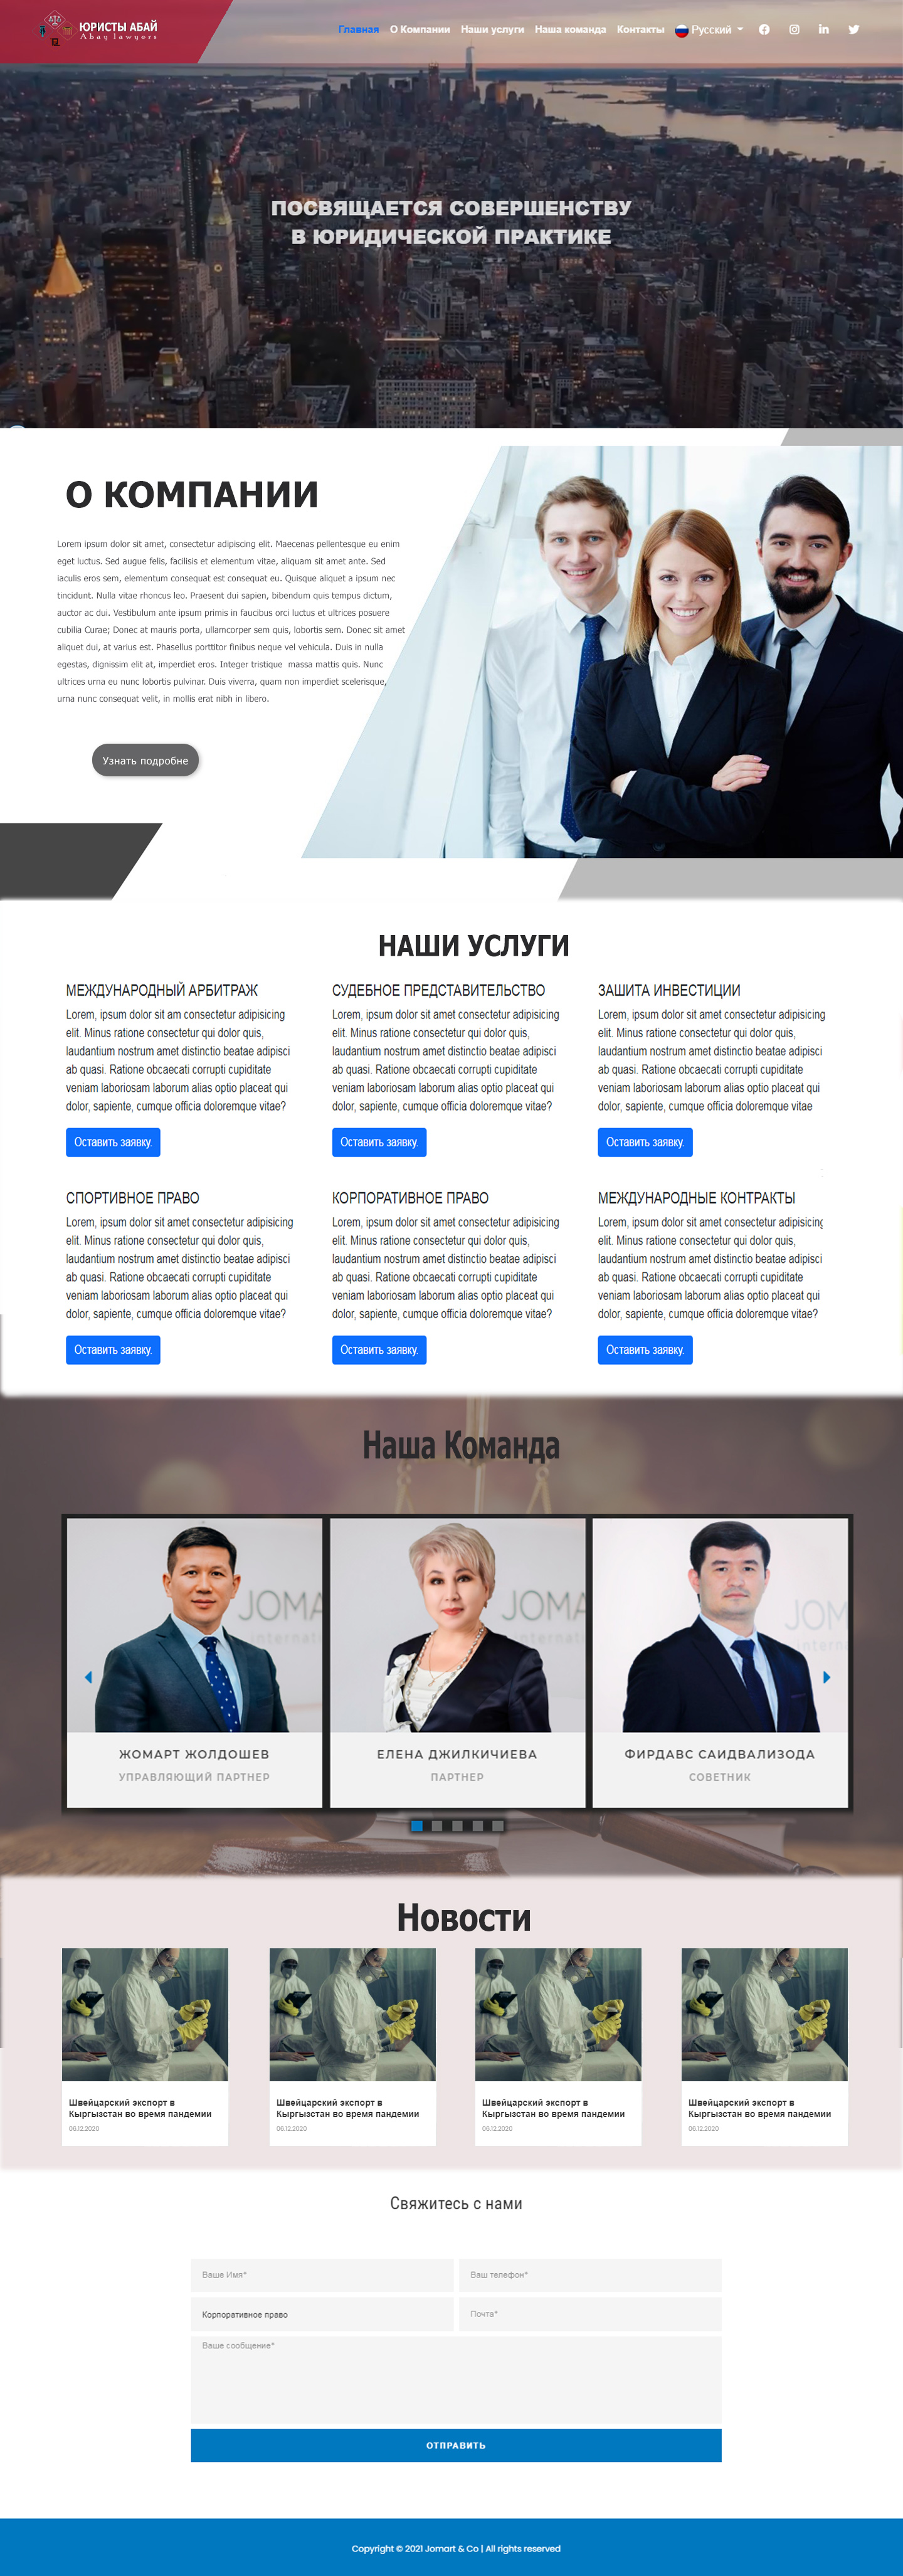 ЮРИСТЫ АБАЙ
Abay lawyers
Главная О Компании Наши услуги Наша команда Контакты Русский
ПОСВЯЩАЕТСЯ СОВЕРШЕНСТВУ
В ЮРИДИЧЕСКОЙ ПРАКТИКЕ
О КОМПАНИИ
Lorem ipsum dolor sit amet, consectetur adipiscing elit. Maecenas pellentesque eu enim
eget luctus. Sed augue felis, facilisis et elementum vitae, aliquam sit amet ante. Sed
iaculis eros sem, elementum consequat est consequat eu. Quisque aliquet a ipsum nec
tincidunt. Nulla vitae rhoncus leo. Praesent dui sapien, bibendum quis tempus dictum,
auctor ac dui. Vestibulum ante ipsum primis in faucibus orci luctus et ultrices posuere
cubilia Curae; Donec at mauris porta, ullamcorper sem quis, lobortis sem. Donec sit amet
aliquet dui, at varius est. Phasellus porttitor finibus neque vel vehicula. Duis in nulla
egestas, dignissim elit at, imperdiet eros. Integer tristique massa mattis quis. Nunc
ultrices urna eu nunc lobortis pulvinar. Duis viverra, quam non imperdiet scelerisque,
urna nunc consequat velit, in mollis erat nibh in libero.
Узнать подробне
НАШИ УСЛУГИ
МЕЖДУНАРОДНЫЙ АРБИТРАЖ
Lorem, ipsum dolor sit am consectetur adipisicing
elit. Minus ratione consectetur qui dolor quis,
laudantium nostrum amet distinctio beatae adipisci
ab quasi. Ratione obcaecati corrupti cupiditate
veniam laboriosam laborum alias optio placeat qui
dolor, sapiente, cumque officia doloremque vitae?
Оставить заявку.
СУДЕБНОЕ ПРЕДСТАВИТЕЛЬСТВО
Lorem, ipsum dolor sit amet consectetur adipisicing
elit. Minus ratione consectetur qui dolor quis,
laudantium nostrum amet distinctio beatae adipisci
ab quasi. Ratione obcaecati corrupti cupiditate
veniam laboriosam laborum alias optio placeat qui
dolor, sapiente, cumque officia doloremque vitae?
Оставить заявку.
ЗАШИТА ИНВЕСТИЦИИ
Lorem, ipsum dolor sit amet consectetur adipisicing
elit. Minus ratione consectetur qui dolor quis,
laudantium nostrum amet distinctio beatae adipisci
ab quasi. Ratione obcaecati corrupti cupiditate
veniam laboriosam laborum alias optio placeat qui
dolor, sapiente, cumque officia doloremque vitae
Оставить заявку.
СПОРТИВНОЕ ПРАВО
Lorem, ipsum dolor sit amet consectetur adipisicing
elit. Minus ratione consectetur qui dolor quis,
laudantium nostrum amet distinctio beatae adipisci
ab quasi. Ratione obcaecati corrupti cupiditate
veniam laboriosam laborum alias optio placeat qui
dolor, sapiente, cumque officia doloremque vitae?
Оставить заявку.
КОРПОРАТИВНОЕ ПРАВО
Lorem, ipsum dolor sit amet consectetur adipisicing
elit. Minus ratione consectetur qui dolor quis,
laudantium nostrum amet distinctio beatae adipisci
ab quasi. Ratione obcaecati corrupti cupiditate
veniam laboriosam laborum alias optio placeat qui
dolor, sapiente, cumque officia doloremque vitae?
Оставить заявку.
МЕЖДУНАРОДНЫЕ КОНТРАКТЫ
Lorem, ipsum dolor sit amet consectetur adipisicing
elit. Minus ratione consectetur qui dolor quis,
laudantium nostrum amet distinctio beatae adipisci
ab quasi. Ratione obcaecati corrupti cupiditate
veniam laboriosam laborum alias optio placeat qui
dolor, sapiente, cumque officia doloremque vitae?
Оставить заявку.
Наша Команда
JOMA
interna
ЖОМАРТ ЖОЛДОШЕВ
УПРАВЛЯЮЩИЙ ПАРТНЕР
JOMA
interna
ЕЛЕНА ДЖИЛКИЧИЕВА
ПАРТНЕР
JOM
interna
ФИРДАВС САИДВАЛИЗОДА
СОВЕТНИК
Новости
Швейцарский экспорт в
Кыргызстан во время пандемии
06.12.2020
Швейцарский экспорт в
Кыргызстан во время пандемии
06.12.2020
Швейцарский экспорт в
Кыргызстан во время пандемии
06.12.2020
Швейцарский экспорт в
Кыргызстан во время пандемии
06.12.2020
Свяжитесь с нами
Ваше Имя*
Ваш телефон*
Корпоративное право
Почта*
Ваше сообщение*
ОТПРАВИТЬ
Copyright © 2021 Jomart & Co | All rights reserved